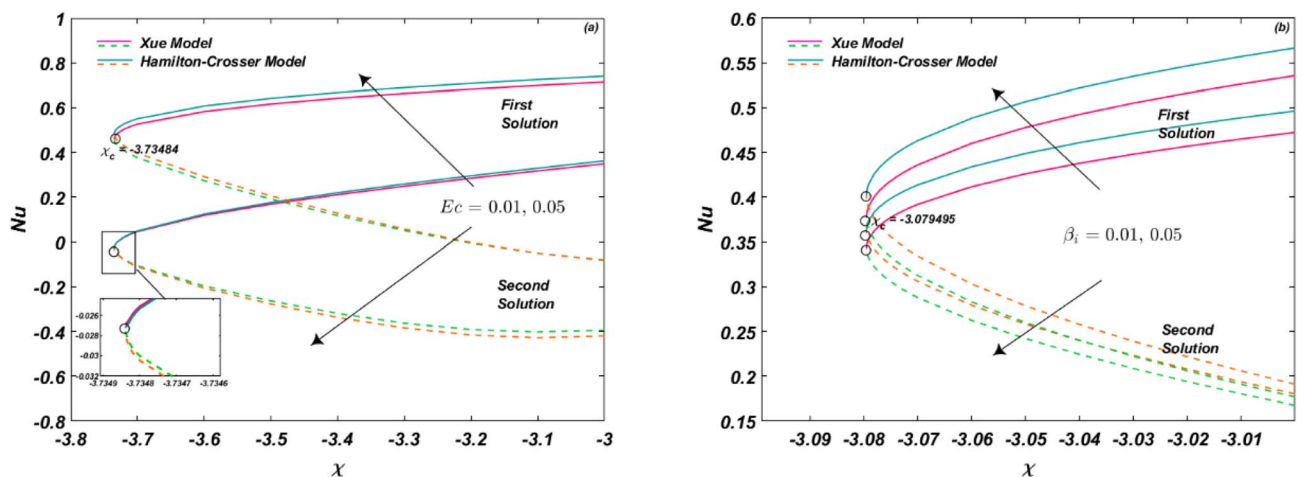 (a)
Xue Model
Hamilton-Crosser Model
First
Solution
χc = -3.73484
Ec = 0.01, 0.05
Second
Solution
-0.026
-0.028
-0.03
-0.032
-3.7349 -3.7348 -3.7347 -3.7346
1
0.8
0.6
0.4
0.2
0
-0.2
-0.4
-0.6
-0.8
Nu
-3.8 -3.7 -3.6 -3.5 -3.4 -3.3 -3.2 -3.1 -3
χ
(b)
Xue Model
Hamilton-Crosser Model
First
Solution
χc = -3.079495
βi = 0.01, 0.05
Second
Solution
0.6
0.55
0.5
0.45
0.4
0.35
0.3
0.25
0.2
0.15
Nu
-3.09 -3.08 -3.07 -3.06 -3.05 -3.04 -3.03 -3.02 -3.01
χ